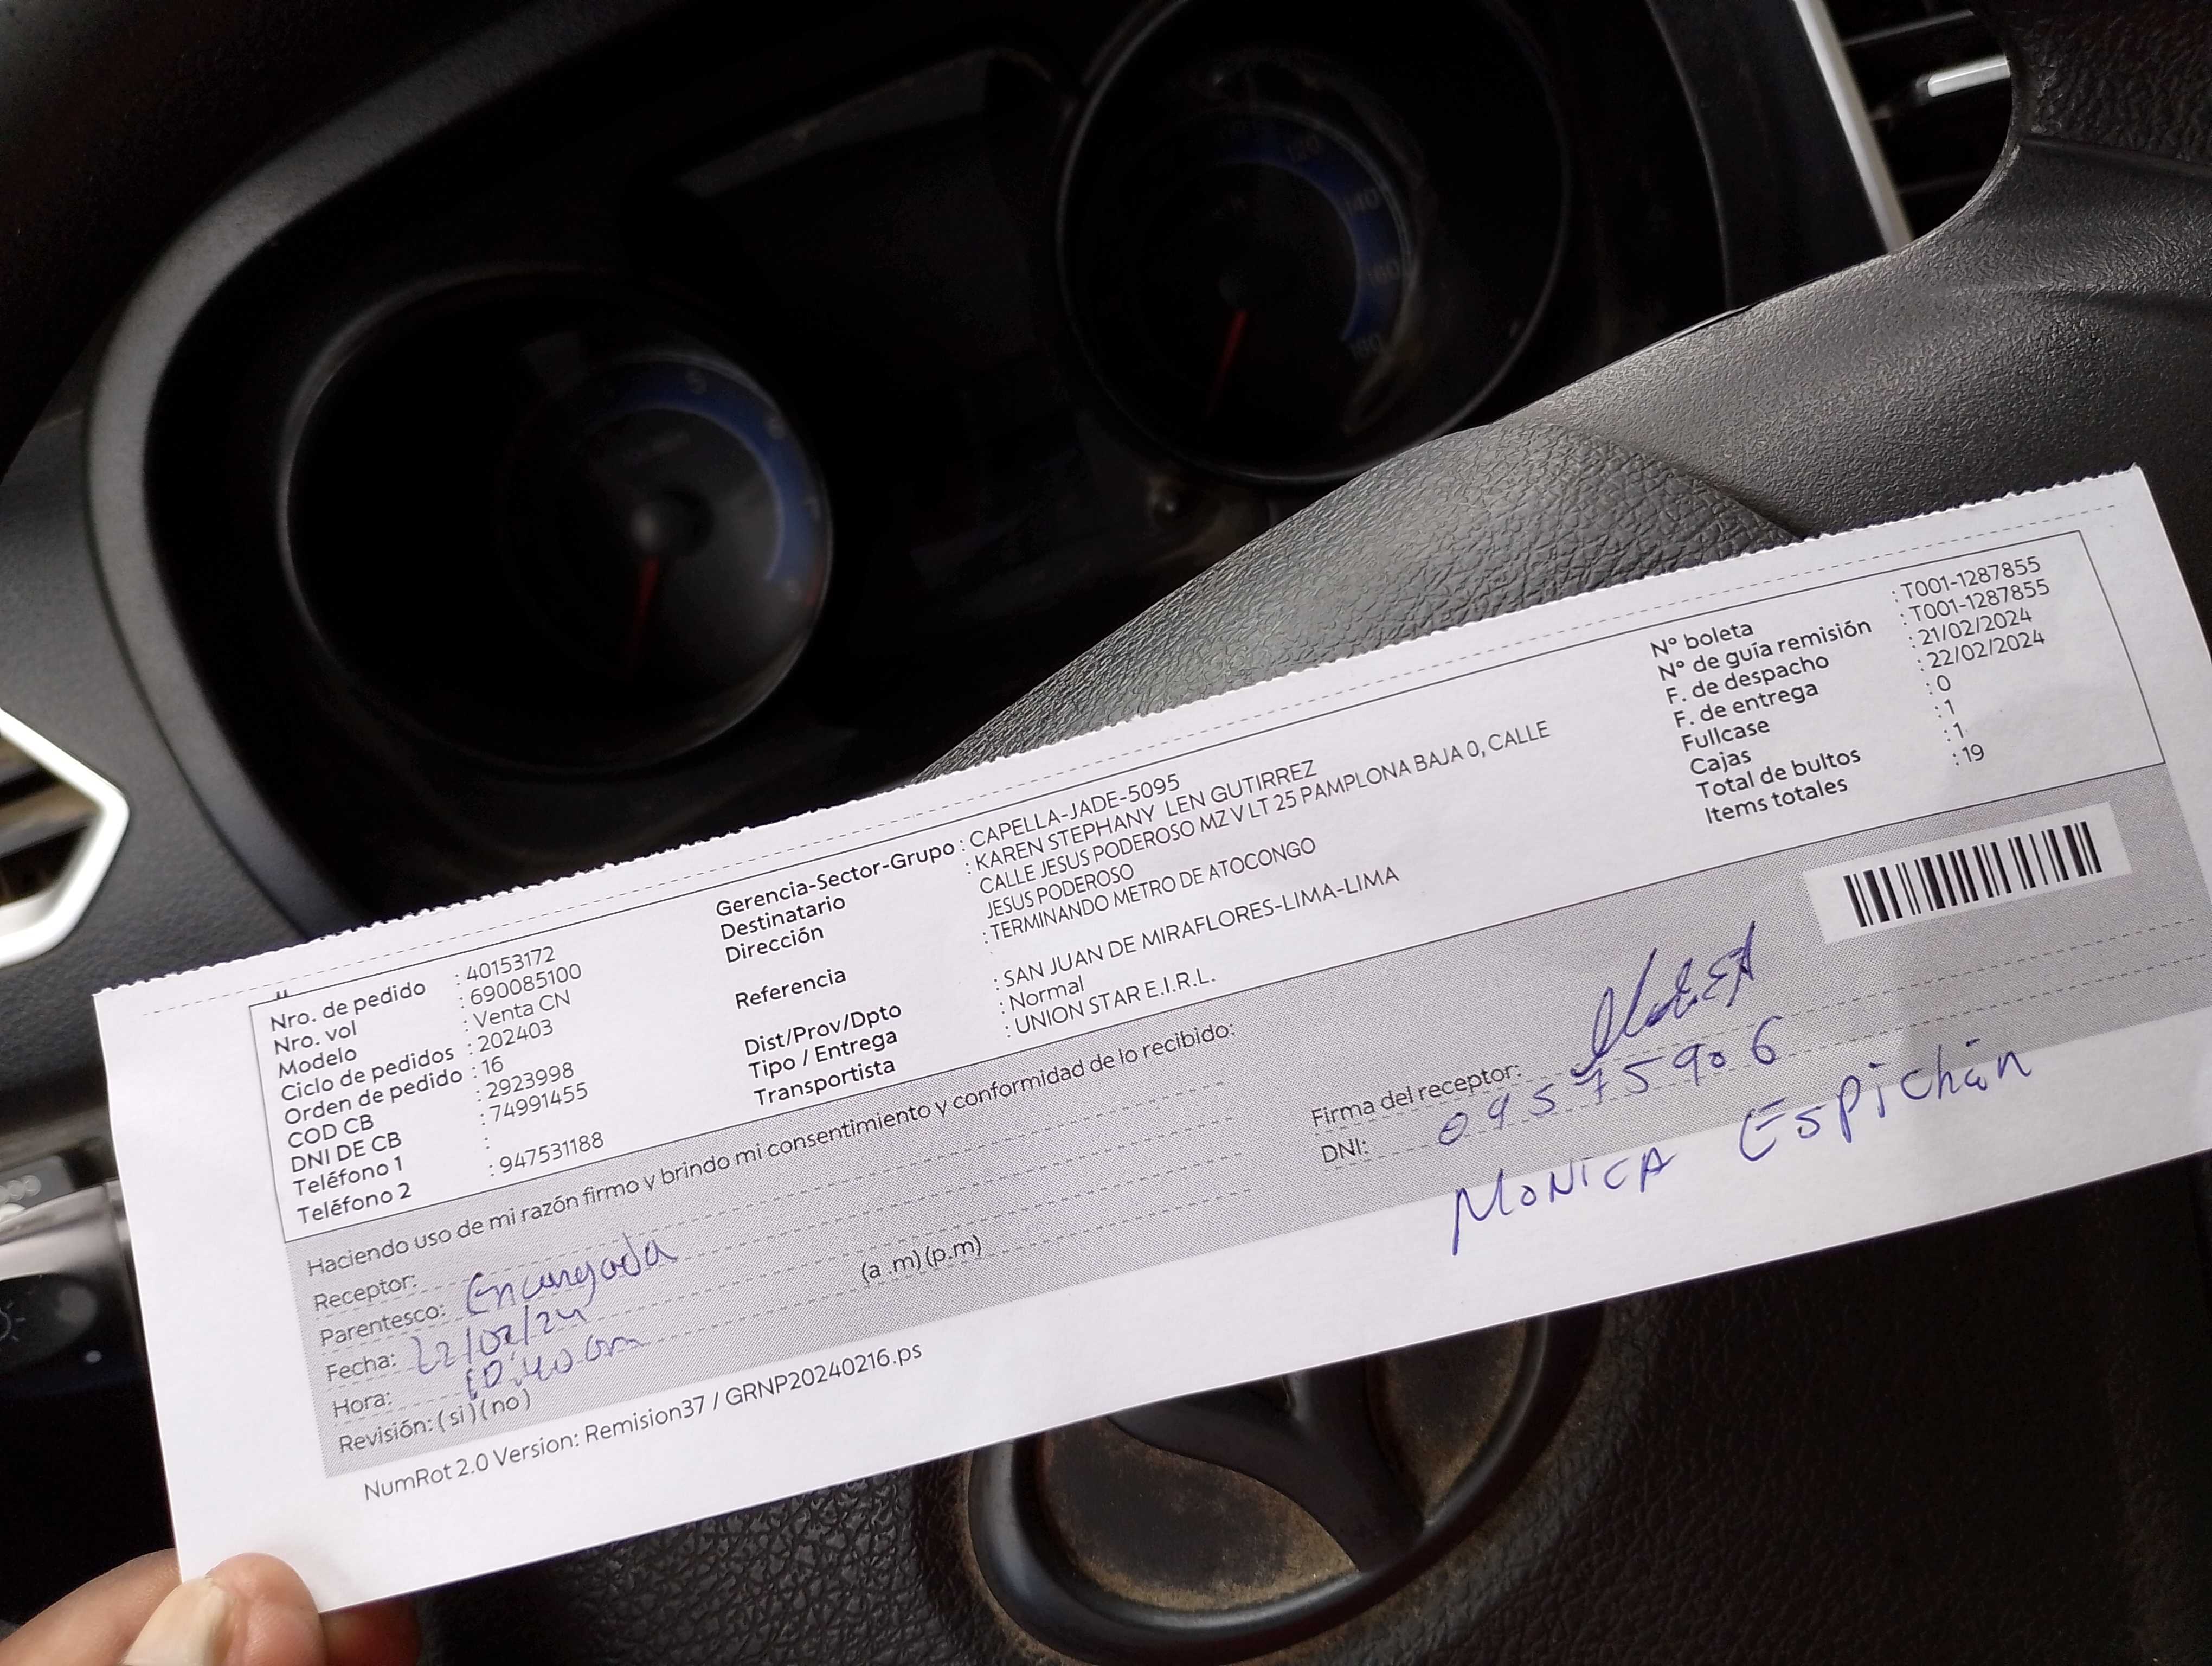 Nro. de pedido : 40153172
Nro. vol : 690085100
Modelo : Venta CN
Ciclo de pedidos : 202403
Orden de pedido : 16
COD CB : 2923998
DNI DE CB : 74991455
Teléfono 1 :
Teléfono 2 : 947531188
Gerencia-Sector-Grupo : CAPELLA-JADE-5095
Destinatario : KAREN STEPHANY LEN GUTIRREZ
Dirección CALLE JESUS PODEROSO MZ V LT 25 PAMPLONA BAJA 0, CALLE
JESUS PODEROSO
Referencia : TERMINANDO METRO DE ATOCONGO
Dist/Prov/Dpto : SAN JUAN DE MIRAFLORES-LIMA-LIMA
Tipo / Entrega : Normal
Transportista : UNION STAR E.I.R.L.
N° boleta : T001-1287855
N° de guía remisión : T001-1287855
F. de despacho : 21/02/2024
F. de entrega : 22/02/2024
Fullcase : 0
Cajas : 1
Total de bultos : 1
Items totales : 19
Haciendo uso de mi razón firmo y brindo mi consentimiento y conformidad de lo recibido:
Receptor:
Parentesco: Encargada
Fecha: 22/02/24
Hora: 10:40 am (a .m) (p.m)
Revisión: ( si ) ( no )
Firma del receptor:
DNI: 09575906
MONICA Espichán
NumRot 2.0 Version: Remision37 / GRNP20240216.ps
140
160
180
5
6